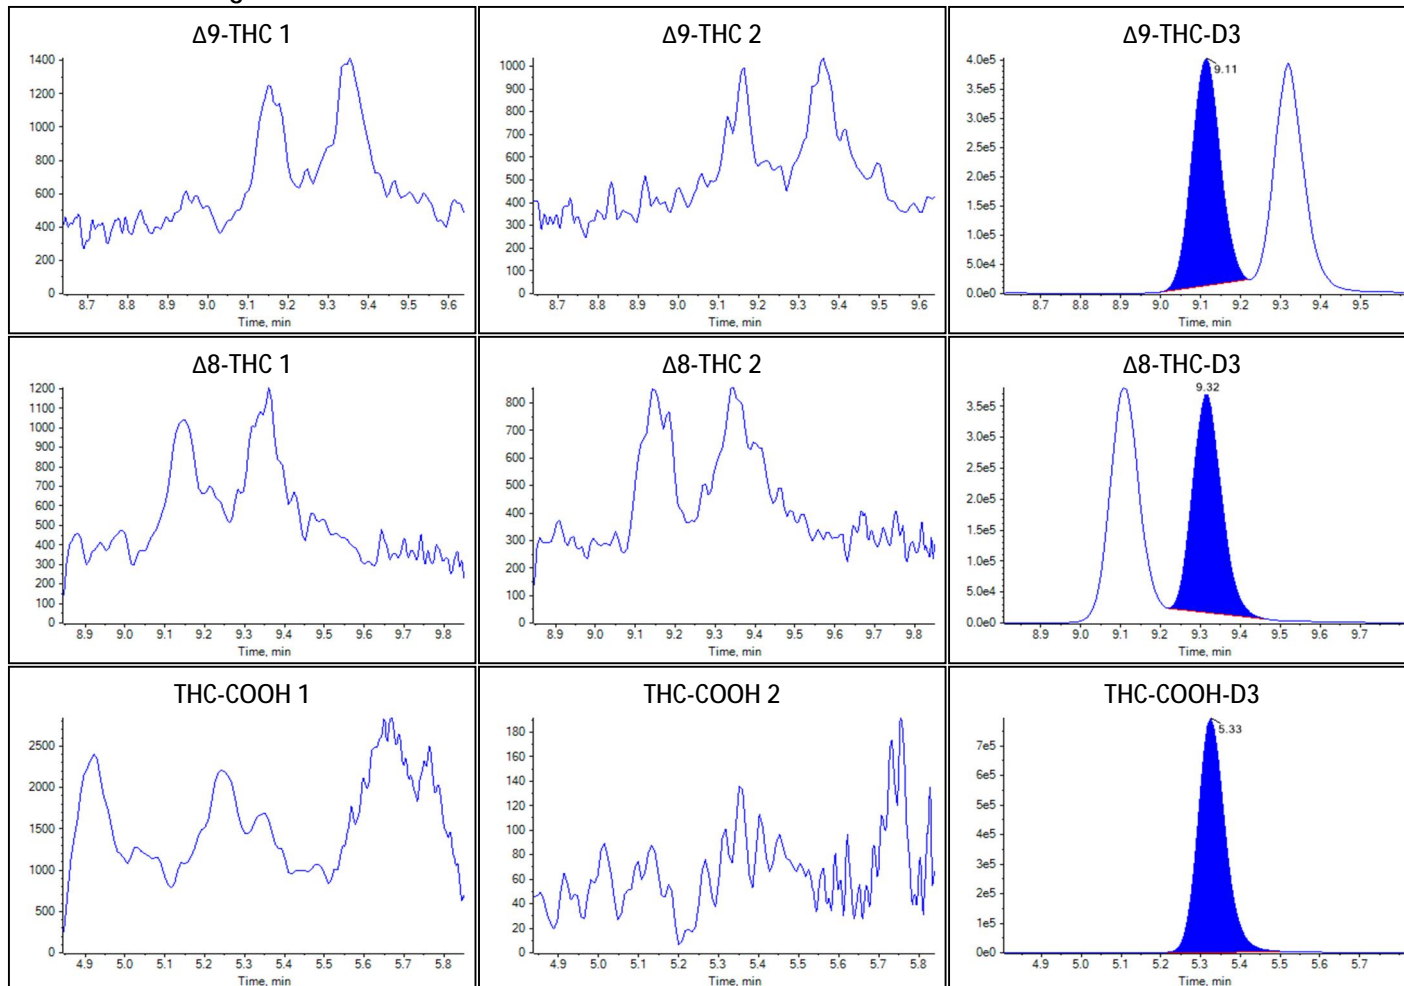 Δ9-THC 1
1400
1200
1000
800
600
400
200
0
8.7 8.8 8.9 9.0 9.1 9.2 9.3 9.4 9.5 9.6
Time, min
Δ9-THC 2
1000
900
800
700
600
500
400
300
200
100
0
8.7 8.8 8.9 9.0 9.1 9.2 9.3 9.4 9.5 9.6
Time, min
Δ9-THC-D3
4.0e5
3.5e5
3.0e5
2.5e5
2.0e5
1.5e5
1.0e5
5.0e4
0.0e0
9.11
8.7 8.8 8.9 9.0 9.1 9.2 9.3 9.4 9.5
Time, min
Δ8-THC 1
1200
1100
1000
900
800
700
600
500
400
300
200
100
0
8.9 9.0 9.1 9.2 9.3 9.4 9.5 9.6 9.7 9.8
Time, min
Δ8-THC 2
800
700
600
500
400
300
200
100
0
8.9 9.0 9.1 9.2 9.3 9.4 9.5 9.6 9.7 9.8
Time, min
Δ8-THC-D3
9.32
3.5e5
3.0e5
2.5e5
2.0e5
1.5e5
1.0e5
5.0e4
0.0e0
8.9 9.0 9.1 9.2 9.3 9.4 9.5 9.6 9.7
Time, min
THC-COOH 1
2500
2000
1500
1000
500
0
4.9 5.0 5.1 5.2 5.3 5.4 5.5 5.6 5.7 5.8
Time, min
THC-COOH 2
180
160
140
120
100
80
60
40
20
0
4.9 5.0 5.1 5.2 5.3 5.4 5.5 5.6 5.7 5.8
Time, min
THC-COOH-D3
5.33
7e5
6e5
5e5
4e5
3e5
2e5
1e5
0e0
4.9 5.0 5.1 5.2 5.3 5.4 5.5 5.6 5.7
Time, min